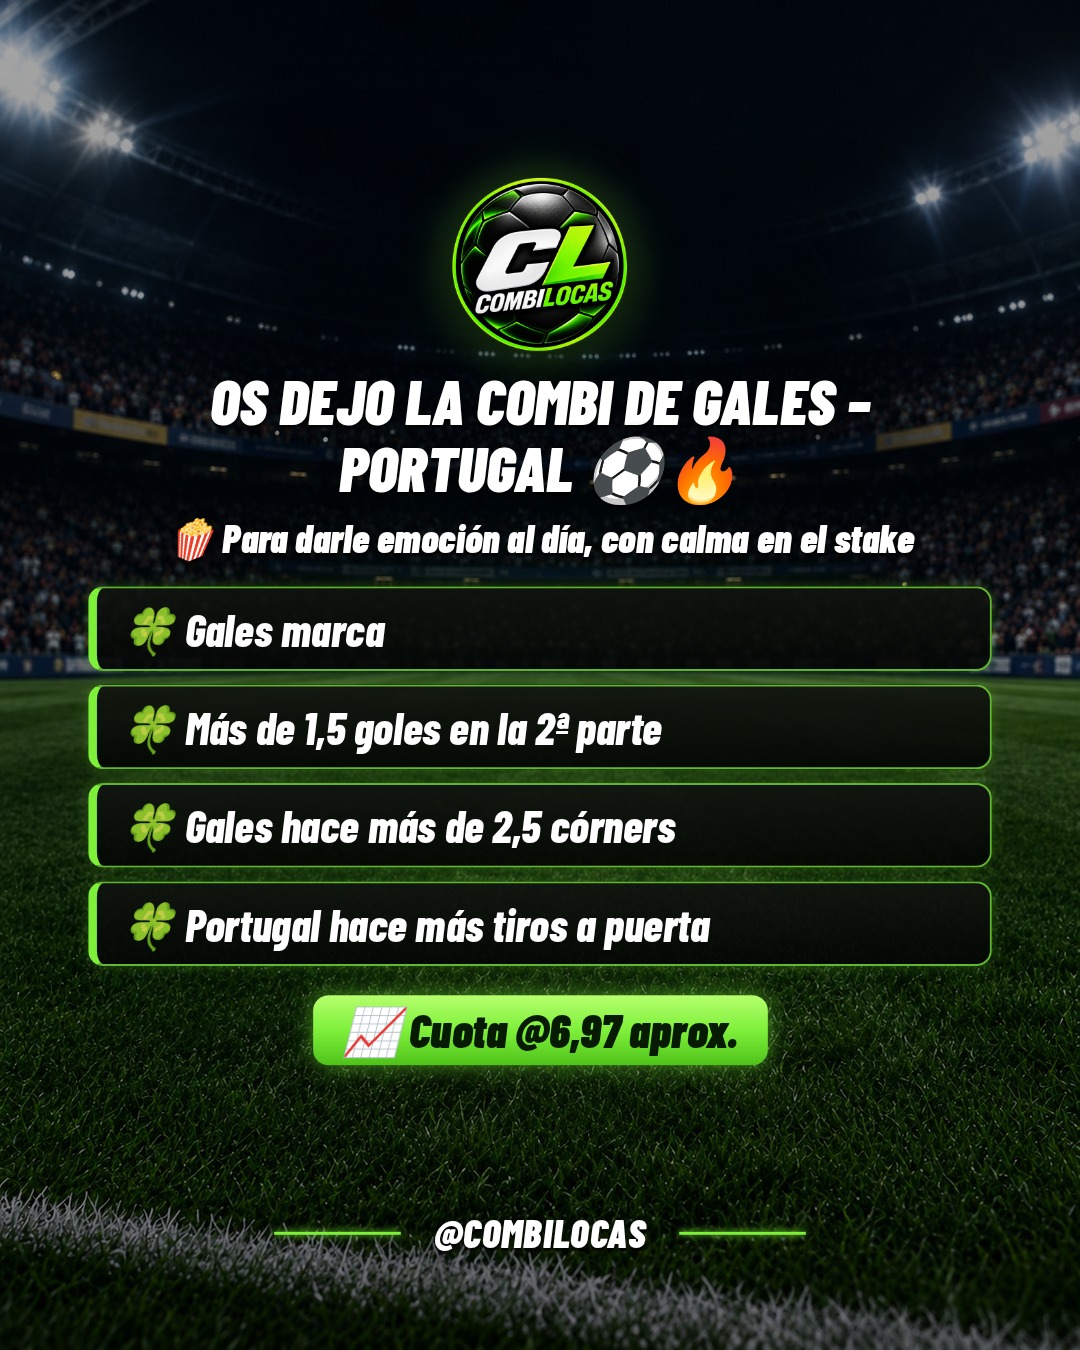 CL
COMBILOCAS
OS DEJO LA COMBI DE GALES -
PORTUGAL ⚽🔥
🍿 Para darle emoción al día, con calma en el stake
🍀 Gales marca
🍀 Más de 1,5 goles en la 2ª parte
🍀 Gales hace más de 2,5 córners
🍀 Portugal hace más tiros a puerta
📈 Cuota @6,97 aprox.
@COMBILOCAS